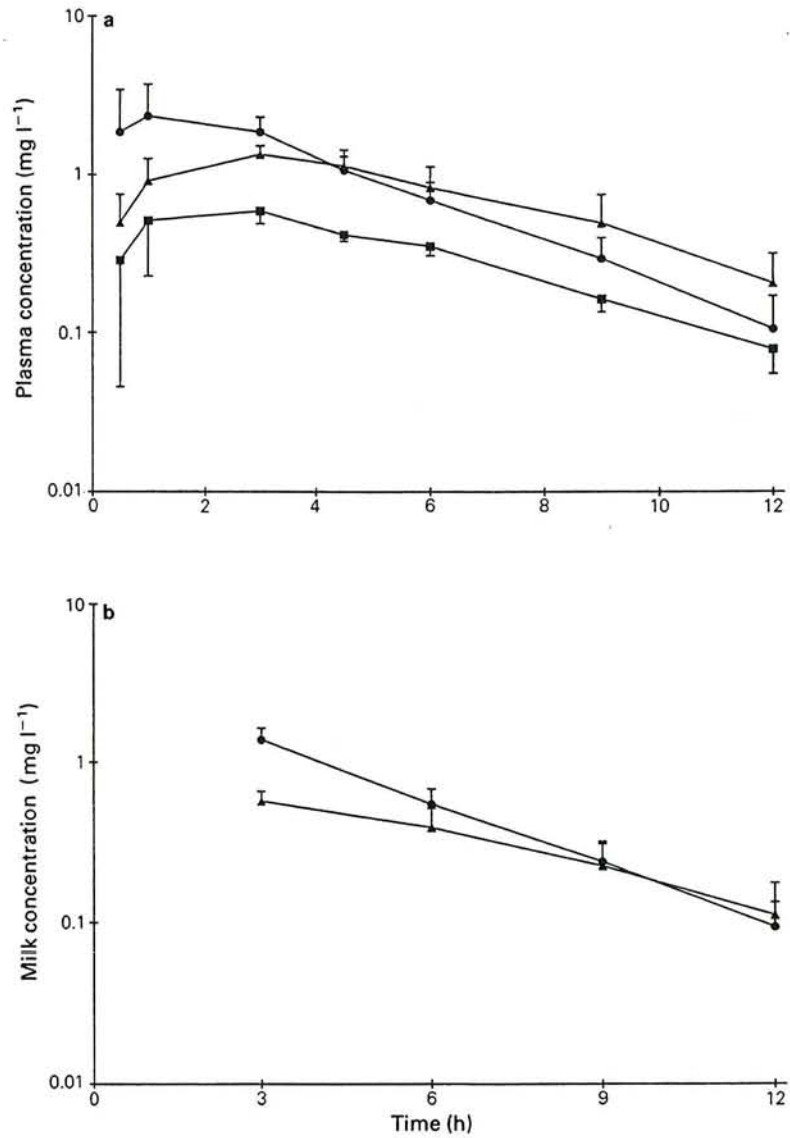 a
Plasma concentration (mg l⁻¹)
10
1
0.1
0.01
0 2 4 6 8 10 12
b
Milk concentration (mg l⁻¹)
10
1
0.1
0.01
0 3 6 9 12
Time (h)